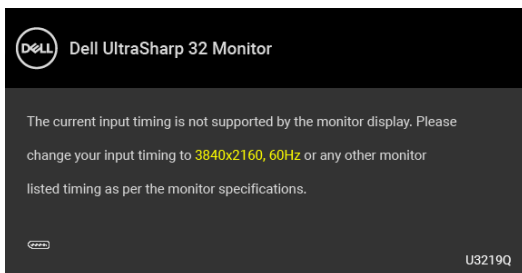 DELL
Dell UltraSharp 32 Monitor
The current input timing is not supported by the monitor display. Please
change your input timing to 3840x2160, 60Hz or any other monitor
listed timing as per the monitor specifications.
U3219Q